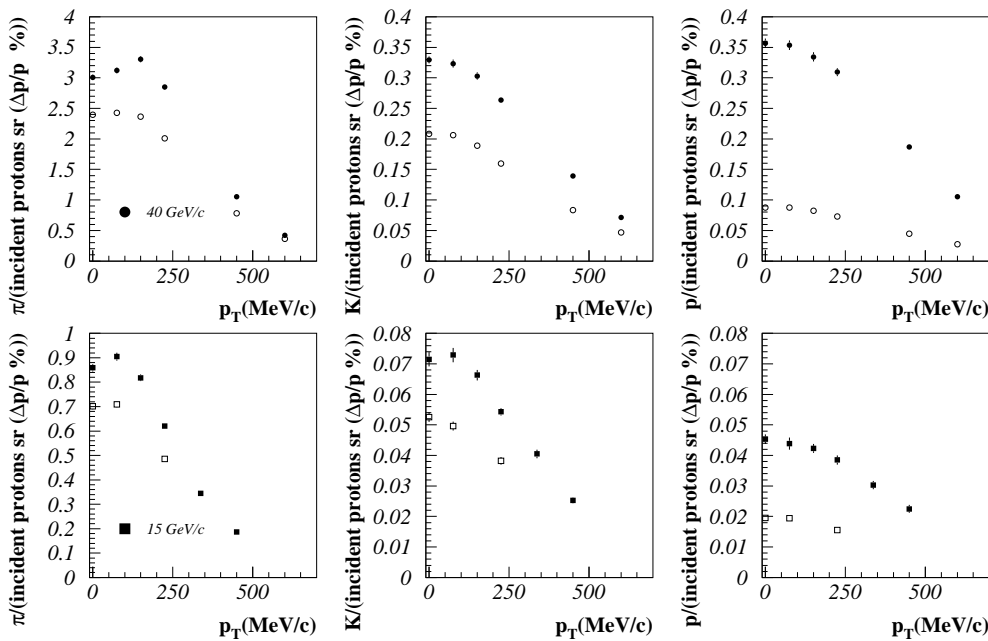 π/(incident protons sr (Δp/p %))
4
3.5
3
2.5
2
1.5
1
0.5
0
40 GeV/c
0 250 500
p_T(MeV/c)
K/(incident protons sr (Δp/p %))
0.4
0.35
0.3
0.25
0.2
0.15
0.1
0.05
0
0 250 500
p_T(MeV/c)
p/(incident protons sr (Δp/p %))
0.4
0.35
0.3
0.25
0.2
0.15
0.1
0.05
0
0 250 500
p_T(MeV/c)
π/(incident protons sr (Δp/p %))
1
0.9
0.8
0.7
0.6
0.5
0.4
0.3
0.2
0.1
0
15 GeV/c
0 250 500
p_T(MeV/c)
K/(incident protons sr (Δp/p %))
0.08
0.07
0.06
0.05
0.04
0.03
0.02
0.01
0
0 250 500
p_T(MeV/c)
p/(incident protons sr (Δp/p %))
0.08
0.07
0.06
0.05
0.04
0.03
0.02
0.01
0
0 250 500
p_T(MeV/c)